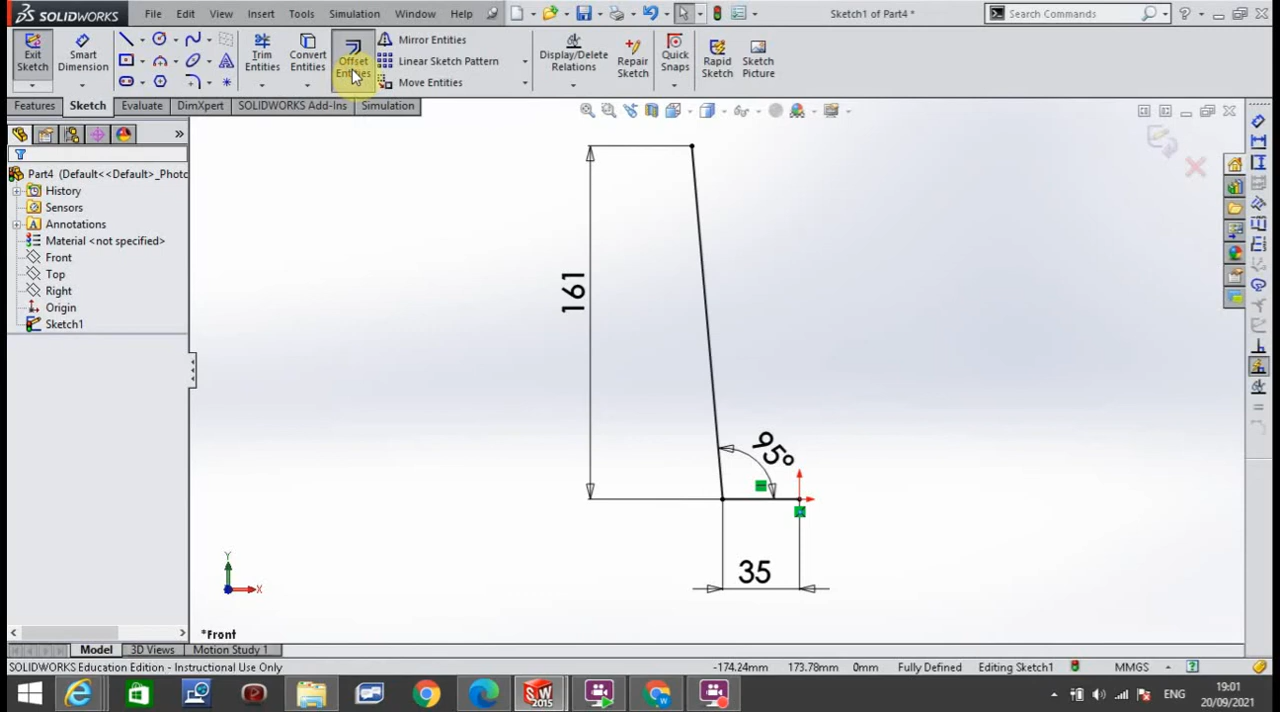 SOLIDWORKS File Edit View Insert Tools Simulation Window Help Sketch1 of Part4 * Search Commands ?
Exit Sketch Smart Dimension Trim Entities Convert Entities Offset Entities Mirror Entities Linear Sketch Pattern Move Entities Display/Delete Relations Repair Sketch Quick Snaps Rapid Sketch Sketch Picture
Features Sketch Evaluate DimXpert SOLIDWORKS Add-Ins Simulation
Part4 (Default<<Default>_Photo
History
Sensors
Annotations
Material <not specified>
Front
Top
Right
Origin
Sketch1
161
95°
35
Y
X
*Front
Model 3D Views Motion Study 1
SOLIDWORKS Education Edition - Instructional Use Only -174.24mm 173.78mm 0mm Fully Defined Editing Sketch1 MMGS
SW 2015 ENG 19:01
20/09/2021